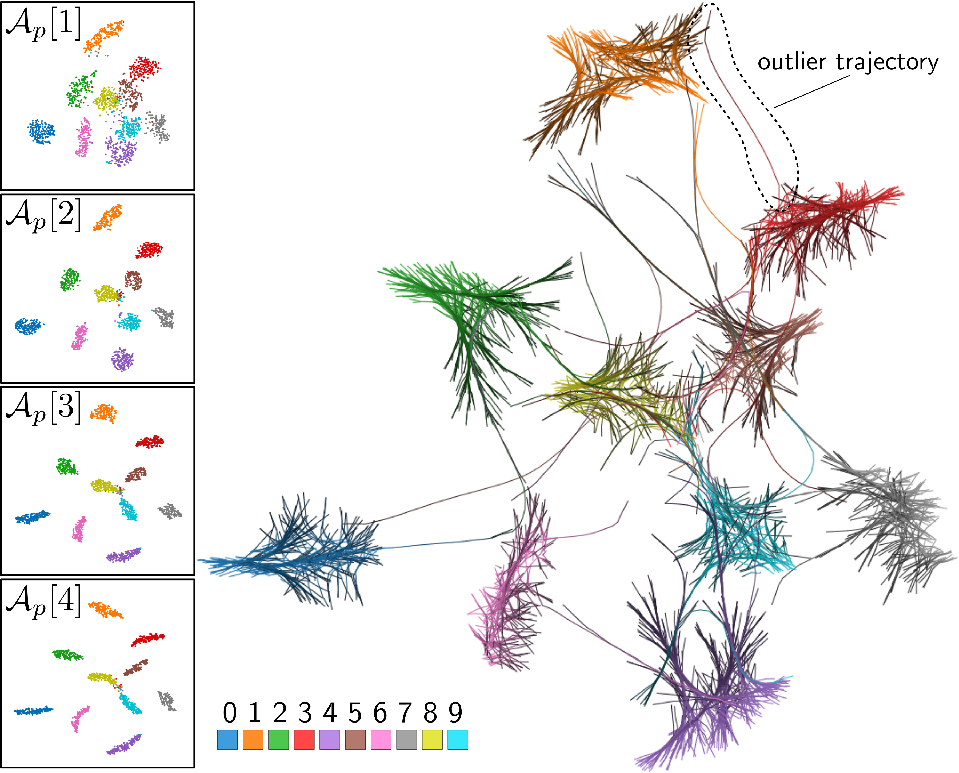 𝒜ₚ[1]
outlier trajectory
𝒜ₚ[2]
𝒜ₚ[3]
𝒜ₚ[4]
0 1 2 3 4 5 6 7 8 9